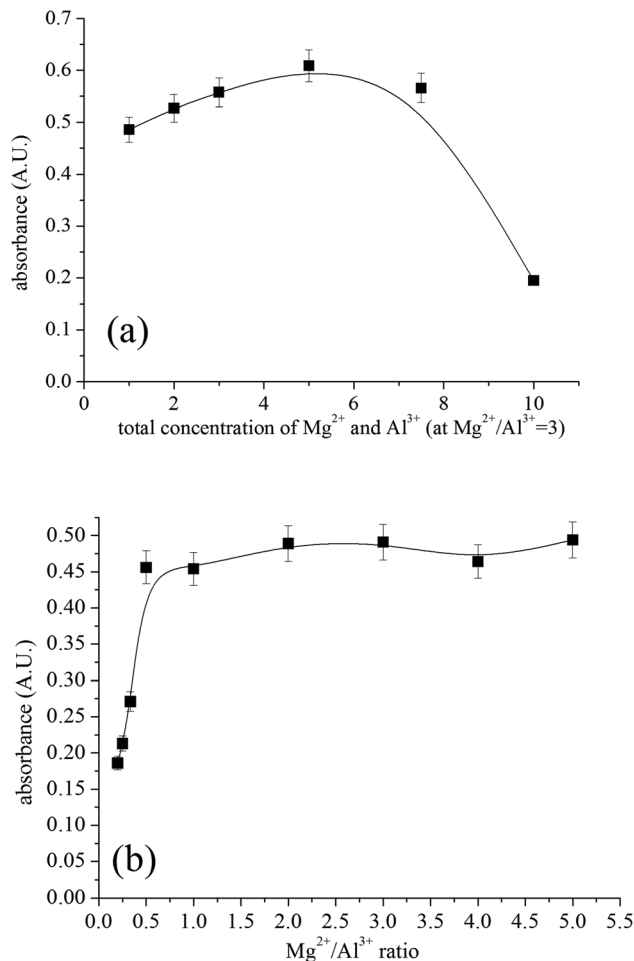 0.7
0.6
0.5
0.4
0.3
0.2
0.1
0.0
absorbance (A.U.)
(a)
0 2 4 6 8 10
total concentration of Mg²⁺ and Al³⁺ (at Mg²⁺/Al³⁺=3)
0.50
0.45
0.40
0.35
0.30
0.25
0.20
0.15
0.10
0.05
0.00
absorbance (A.U.)
(b)
0.0 0.5 1.0 1.5 2.0 2.5 3.0 3.5 4.0 4.5 5.0 5.5
Mg²⁺/Al³⁺ ratio